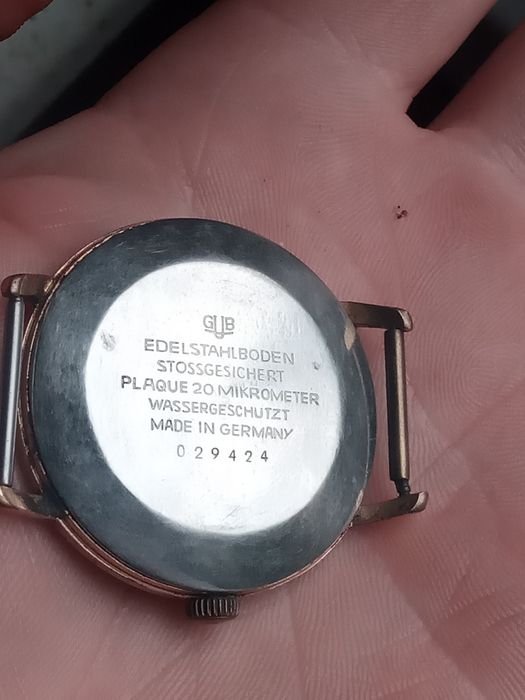 GUB
EDELSTAHLBODEN
STOSSGESICHERT
PLAQUE 20 MIKROMETER
WASSERGESCHUTZT
MADE IN GERMANY
029424